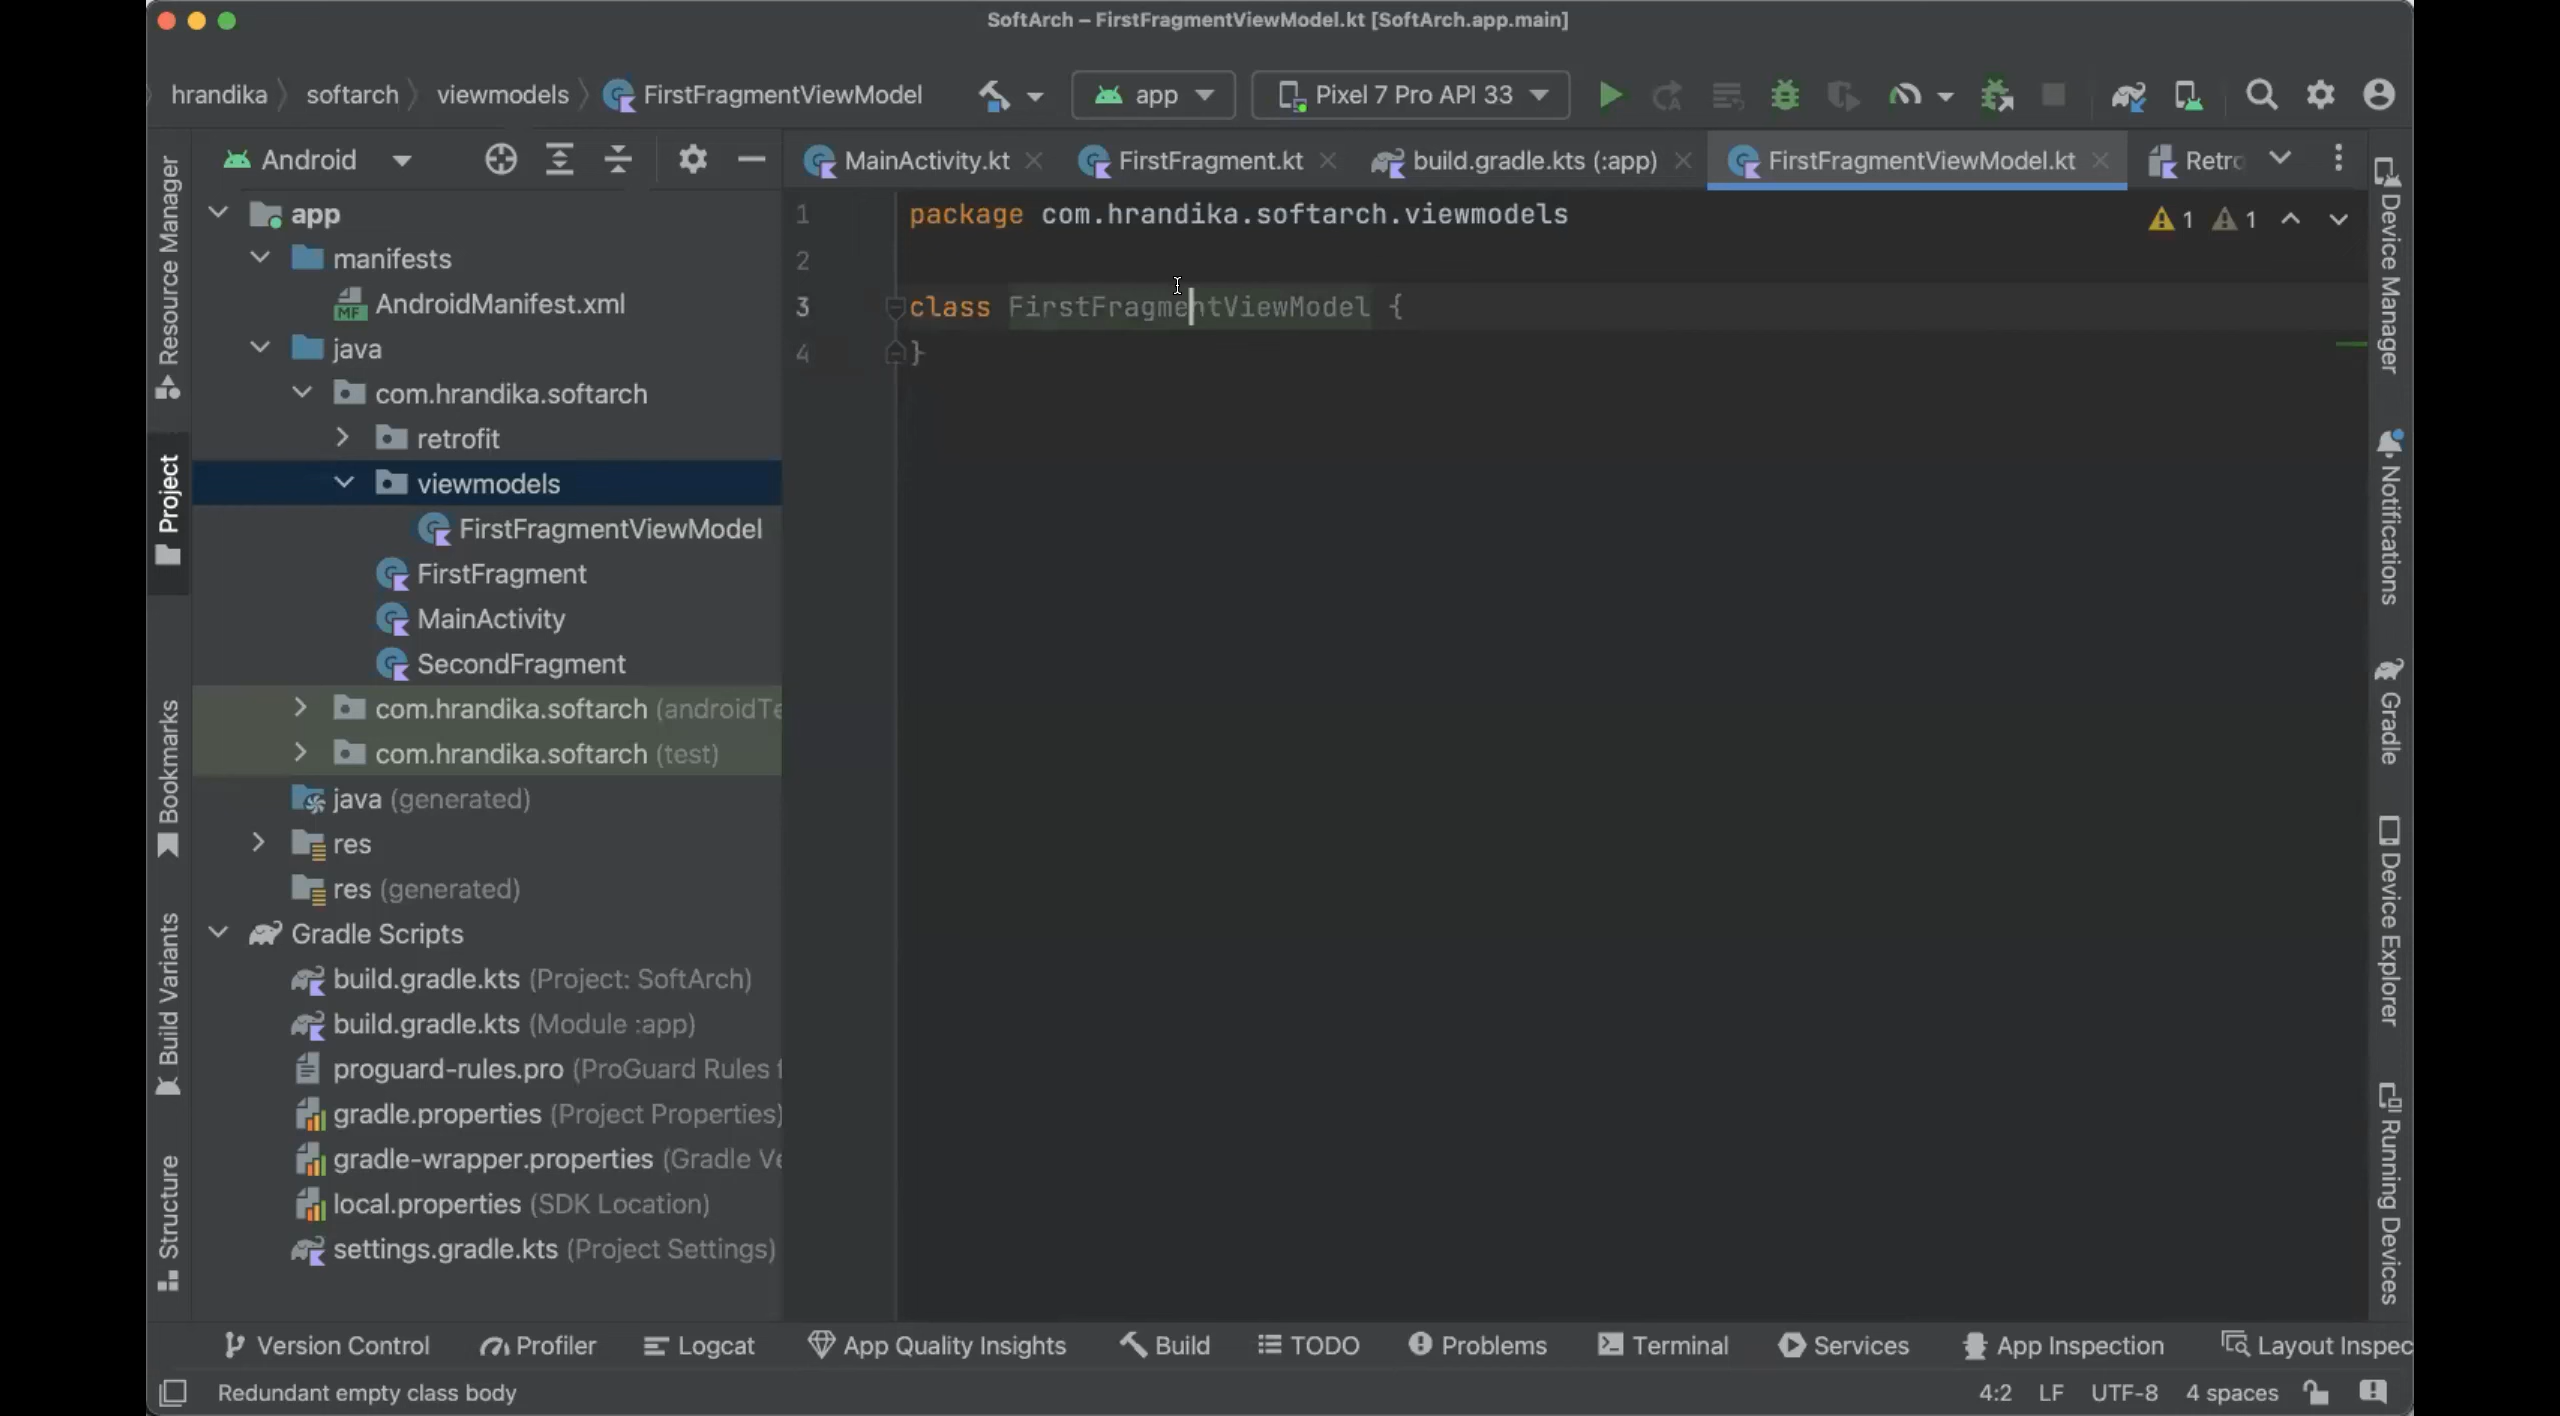 SoftArch – FirstFragmentViewModel.kt [SoftArch.app.main]
hrandika softarch viewmodels FirstFragmentViewModel app Pixel 7 Pro API 33
Android
MainActivity.kt FirstFragment.kt build.gradle.kts (:app) FirstFragmentViewModel.kt Retro
Resource Manager
Project
Bookmarks
Build Variants
Structure
app
manifests
AndroidManifest.xml
java
com.hrandika.softarch
retrofit
viewmodels
FirstFragmentViewModel
FirstFragment
MainActivity
SecondFragment
com.hrandika.softarch (androidTe
com.hrandika.softarch (test)
java (generated)
res
res (generated)
Gradle Scripts
build.gradle.kts (Project: SoftArch)
build.gradle.kts (Module :app)
proguard-rules.pro (ProGuard Rules f
gradle.properties (Project Properties)
gradle-wrapper.properties (Gradle Ve
local.properties (SDK Location)
settings.gradle.kts (Project Settings)
1 package com.hrandika.softarch.viewmodels
2
3 class FirstFragmentViewModel {
4 }
1 1
Device Manager
Notifications
Gradle
Device Explorer
Running Devices
Version Control Profiler Logcat App Quality Insights Build TODO Problems Terminal Services App Inspection Layout Inspec
Redundant empty class body 4:2 LF UTF-8 4 spaces